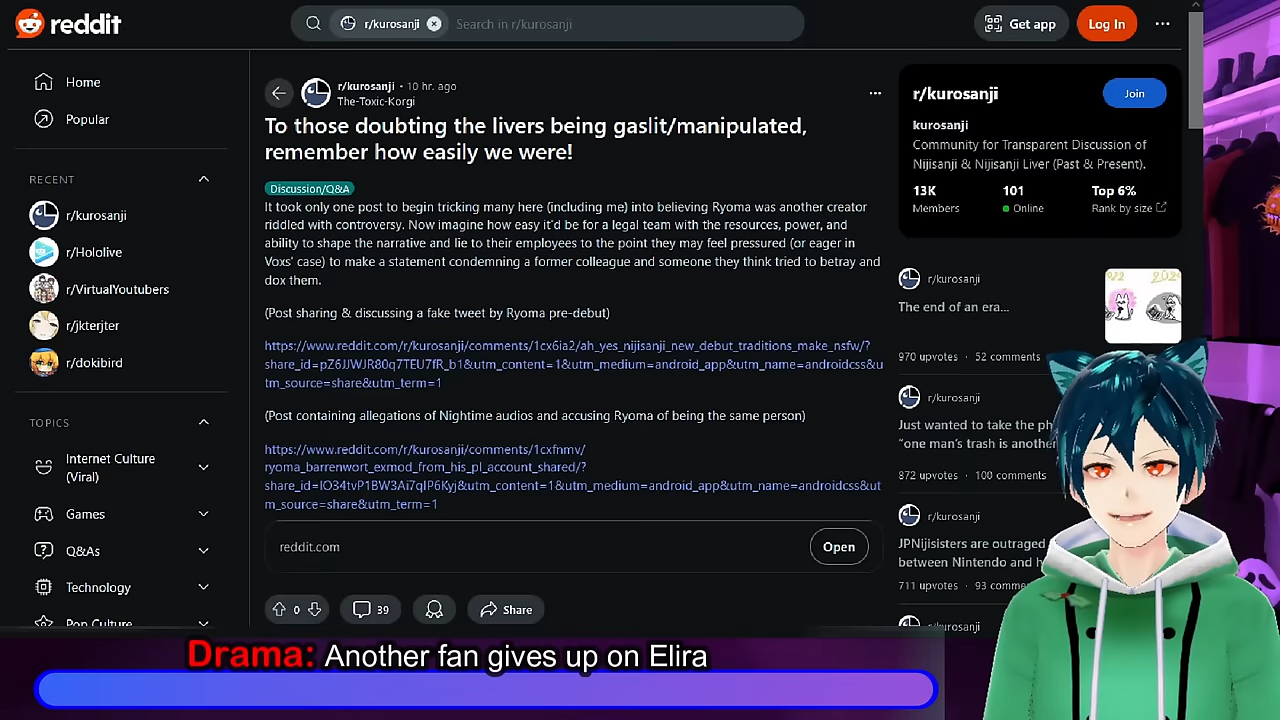 reddit
r/kurosanji
Search in r/kurosanji
Get app
Log In
Home
Popular
RECENT
r/kurosanji
r/Hololive
r/VirtualYoutubers
r/jkterjter
r/dokibird
TOPICS
Internet Culture
(Viral)
Games
Q&As
Technology
Pop Culture
r/kurosanji • 10 hr. ago
The-Toxic-Korgi
To those doubting the livers being gaslit/manipulated,
remember how easily we were!
Discussion/Q&A
It took only one post to begin tricking many here (including me) into believing Ryoma was another creator
riddled with controversy. Now imagine how easy it'd be for a legal team with the resources, power, and
ability to shape the narrative and lie to their employees to the point they may feel pressured (or eager in
Voxs' case) to make a statement condemning a former colleague and someone they think tried to betray and
dox them.
(Post sharing & discussing a fake tweet by Ryoma pre-debut)
https://www.reddit.com/r/kurosanji/comments/1cx6ia2/ah_yes_nijisanji_new_debut_traditions_make_nsfw/?
share_id=pZ6JJWJR80q7TEU7fR_b1&utm_content=1&utm_medium=android_app&utm_name=androidcss&u
tm_source=share&utm_term=1
(Post containing allegations of Nightime audios and accusing Ryoma of being the same person)
https://www.reddit.com/r/kurosanji/comments/1cxfnmv/
ryoma_barrenwort_exmod_from_his_pl_account_shared/?
share_id=IO34tvP1BW3Ai7qIP6Kyj&utm_content=1&utm_medium=android_app&utm_name=androidcss&ut
m_source=share&utm_term=1
reddit.com
Open
0
39
Share
r/kurosanji
Join
kurosanji
Community for Transparent Discussion of
Nijisanji & Nijisanji Liver (Past & Present).
13K
101
Top 6%
Members
Online
Rank by size
r/kurosanji
The end of an era...
970 upvotes • 52 comments
r/kurosanji
Just wanted to take the
"one man's trash is
872 upvotes • 100 comments
r/kurosanji
JPNijisisters are outraged
between Nintendo and
711 upvotes • 93
r/kurosanji
Drama: Another fan gives up on Elira